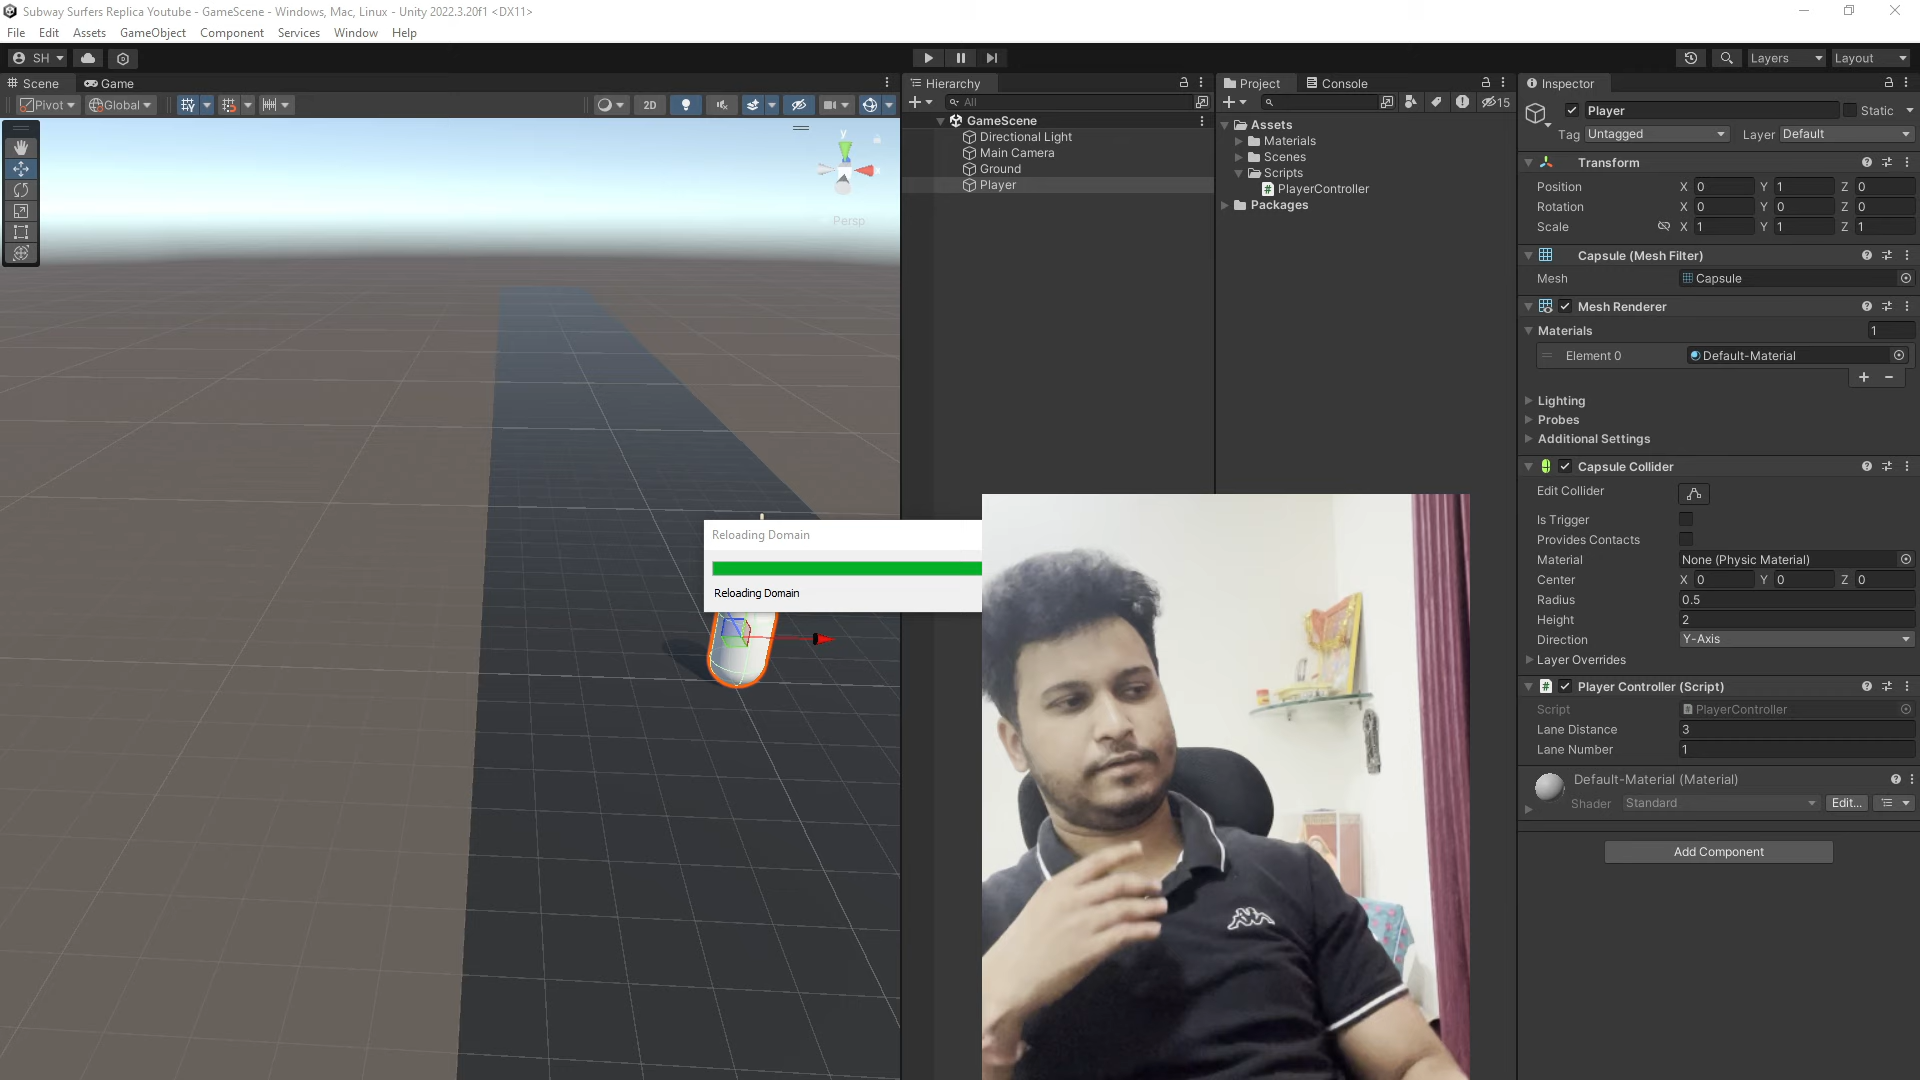 Subway Surfers Replica Youtube - GameScene - Windows, Mac, Linux - Unity 2022.3.20f1 <DX11>
File Edit Assets GameObject Component Services Window Help
SH Layers Layout
Scene Game
Pivot Global 2D
y
x
Persp
Hierarchy
All
GameScene
Directional Light
Main Camera
Ground
Player
Project Console
15
Assets
Materials
Scenes
Scripts
PlayerController
Packages
Reloading Domain
Reloading Domain
Inspector
Player Static
Tag Untagged Layer Default
Transform
Position X 0 Y 1 Z 0
Rotation X 0 Y 0 Z 0
Scale X 1 Y 1 Z 1
Capsule (Mesh Filter)
Mesh Capsule
Mesh Renderer
Materials 1
Element 0 Default-Material
Lighting
Probes
Additional Settings
Capsule Collider
Edit Collider
Is Trigger
Provides Contacts
Material None (Physic Material)
Center X 0 Y 0 Z 0
Radius 0.5
Height 2
Direction Y-Axis
Layer Overrides
Player Controller (Script)
Script PlayerController
Lane Distance 3
Lane Number 1
Default-Material (Material)
Shader Standard Edit...
Add Component